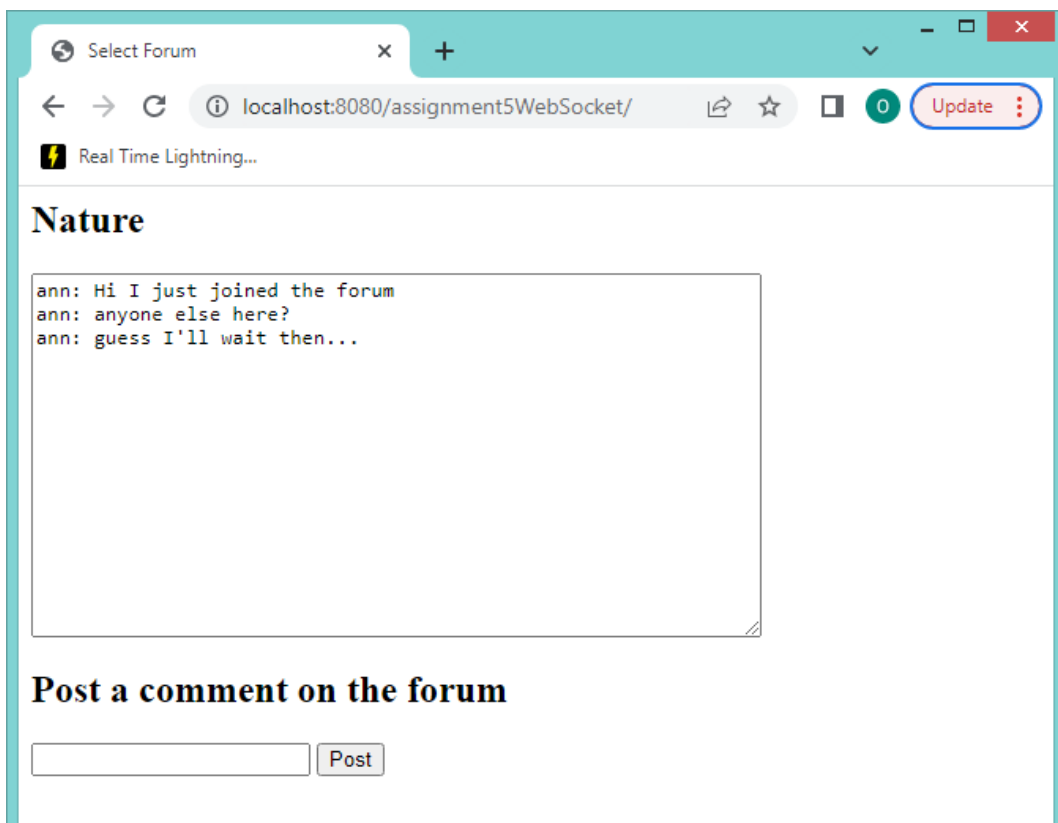 Select Forum
localhost:8080/assignment5WebSocket/
O
Update
Real Time Lightning...
Nature
ann: Hi I just joined the forum
ann: anyone else here?
ann: guess I'll wait then...
Post a comment on the forum
Post